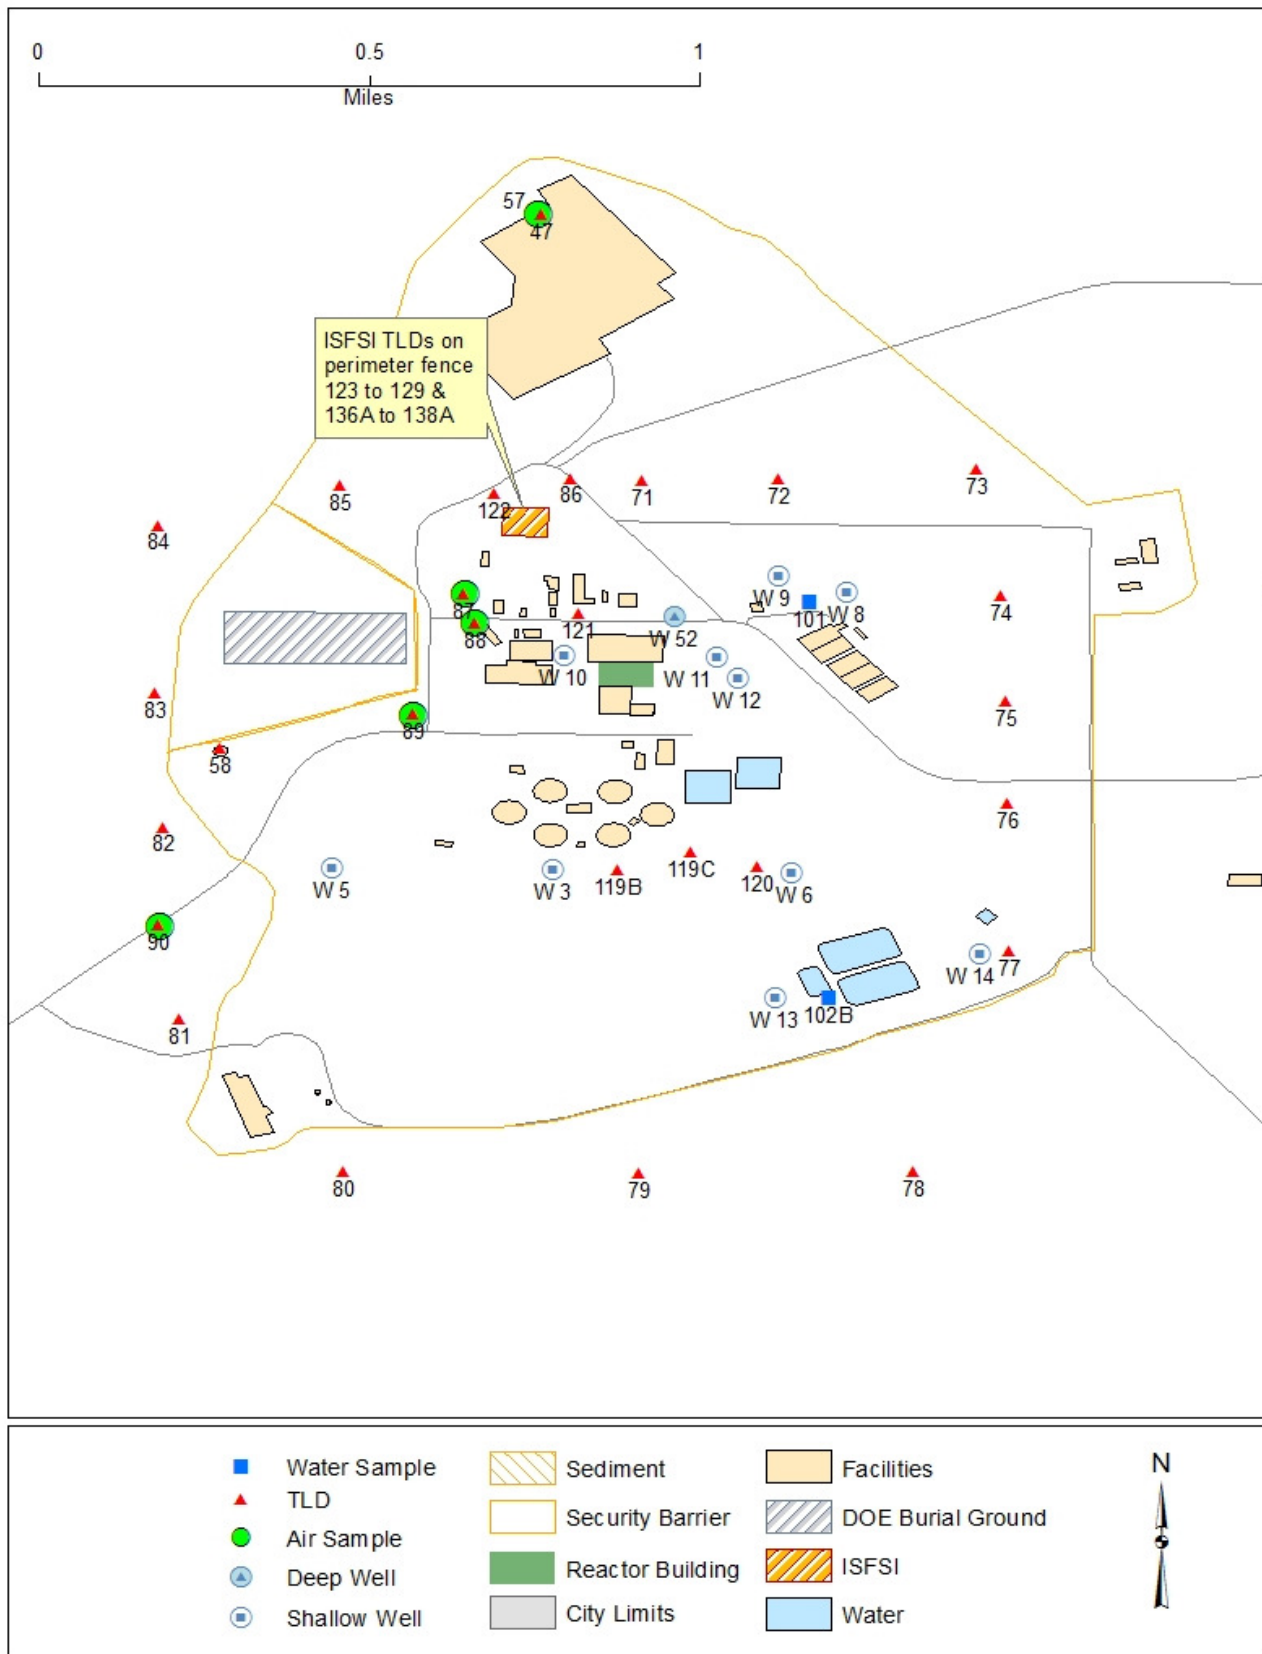 0 0.5 1
Miles
57
47
ISFSI TLDs on
perimeter fence
123 to 129 &
136A to 138A
85
122
86
71
72
73
84
87
88
121
W 52
W 9
101
W 8
74
W 10
W 11
W 12
83
89
75
58
82
76
W 5
W 3
119B
119C
120
W 6
90
W 14
77
W 13
102B
81
80
79
78
Water Sample
TLD
Air Sample
Deep Well
Shallow Well
Sediment
Security Barrier
Reactor Building
City Limits
Facilities
DOE Burial Ground
ISFSI
Water
N